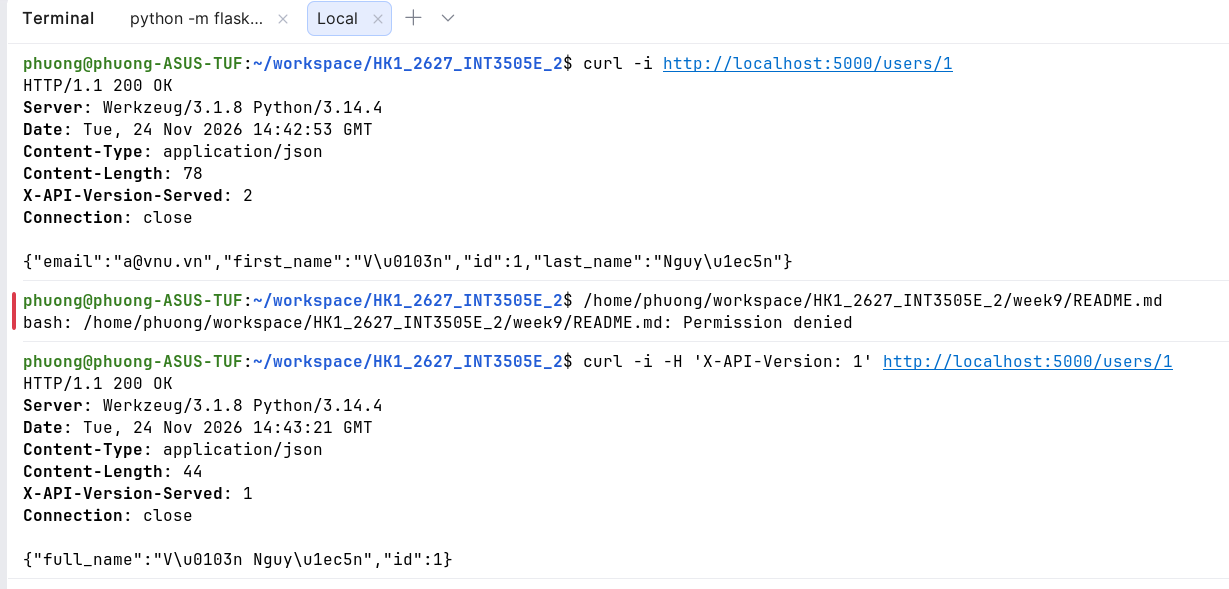 Terminal python -m flask... Local
phuong@phuong-ASUS-TUF:~/workspace/HK1_2627_INT3505E_2$ curl -i http://localhost:5000/users/1
HTTP/1.1 200 OK
Server: Werkzeug/3.1.8 Python/3.14.4
Date: Tue, 24 Nov 2026 14:42:53 GMT
Content-Type: application/json
Content-Length: 78
X-API-Version-Served: 2
Connection: close
{"email":"a@vnu.vn","first_name":"V\u0103n","id":1,"last_name":"Nguy\u1ec5n"}
phuong@phuong-ASUS-TUF:~/workspace/HK1_2627_INT3505E_2$ /home/phuong/workspace/HK1_2627_INT3505E_2/week9/README.md
bash: /home/phuong/workspace/HK1_2627_INT3505E_2/week9/README.md: Permission denied
phuong@phuong-ASUS-TUF:~/workspace/HK1_2627_INT3505E_2$ curl -i -H 'X-API-Version: 1' http://localhost:5000/users/1
HTTP/1.1 200 OK
Server: Werkzeug/3.1.8 Python/3.14.4
Date: Tue, 24 Nov 2026 14:43:21 GMT
Content-Type: application/json
Content-Length: 44
X-API-Version-Served: 1
Connection: close
{"full_name":"V\u0103n Nguy\u1ec5n","id":1}